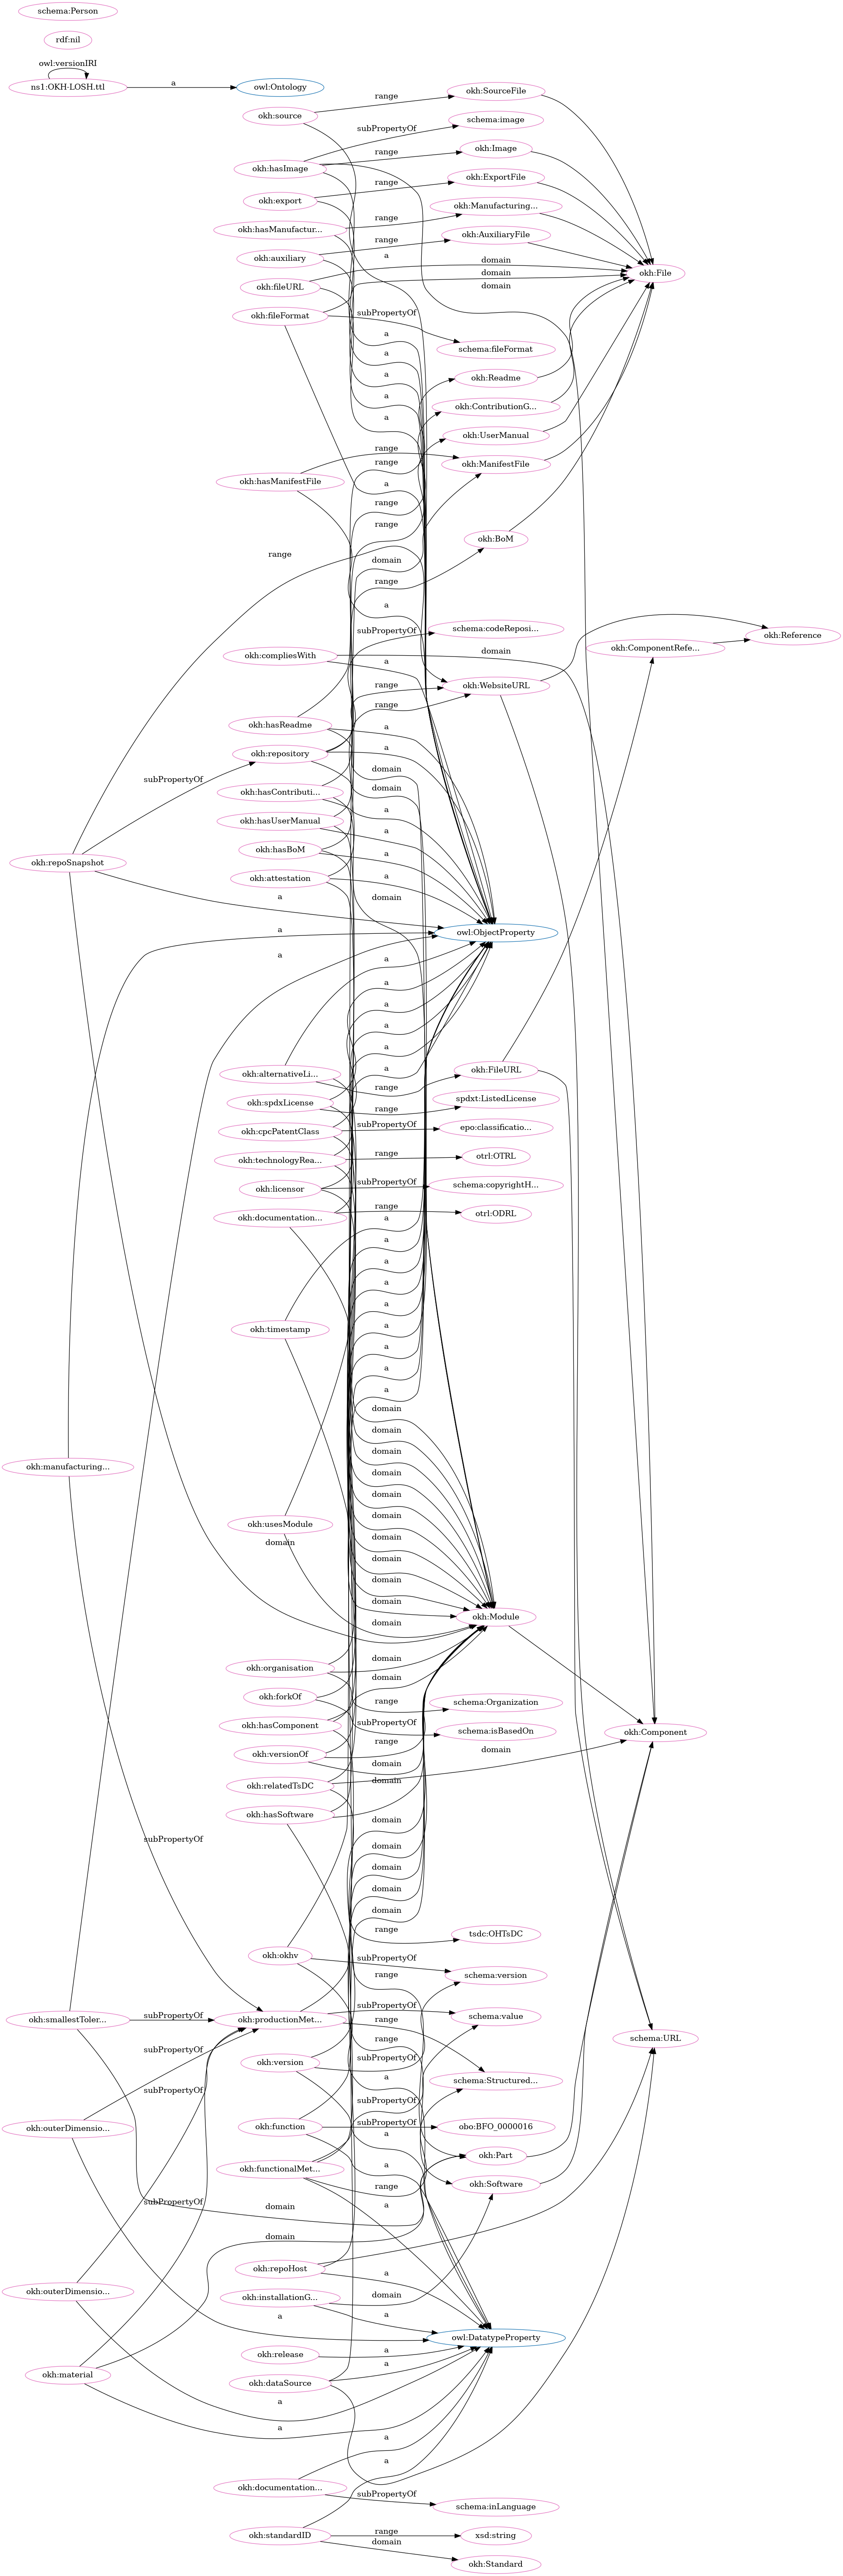 schema:Person
rdf:nil
owl:versionIRI
ns1:OKH-LOSH.ttl
a
owl:Ontology
okh:source
range
okh:SourceFile
subPropertyOf
schema:image
okh:hasImage
range
okh:Image
okh:export
range
okh:ExportFile
okh:hasManufactur...
range
okh:Manufacturing...
okh:auxiliary
range
okh:AuxiliaryFile
a
okh:fileURL
domain
domain
okh:File
domain
okh:fileFormat
subPropertyOf
a
schema:fileFormat
a
a
okh:Readme
a
okh:ContributionG...
a
okh:UserManual
okh:hasManifestFile
range
range
okh:ManifestFile
a
range
range
okh:BoM
range
domain
range
a
subPropertyOf
schema:codeReposi...
okh:Reference
okh:compliesWith
domain
okh:ComponentRefe...
a
range
okh:WebsiteURL
range
okh:hasReadme
a
okh:repository
a
subPropertyOf
domain
okh:hasContributi...
domain
a
okh:hasUserManual
a
okh:hasBoM
a
okh:repoSnapshot
okh:attestation
a
a
domain
a
owl:ObjectProperty
a
a
okh:alternativeLi...
okh:FileURL
a
range
a
okh:spdxLicense
range
spdxt:ListedLicense
a
okh:cpcPatentClass
subPropertyOf
epo:classificatio...
a
okh:technologyRea...
range
otrl:OTRL
a
okh:licensor
subPropertyOf
schema:copyrightH...
okh:documentation...
range
otrl:ODRL
a
a
a
a
okh:timestamp
a
a
a
a
a
domain
domain
domain
okh:manufacturing...
domain
domain
domain
okh:usesModule
domain
domain
domain
domain
domain
okh:Module
domain
okh:organisation
domain
domain
okh:forkOf
range
schema:Organization
okh:hasComponent
subPropertyOf
schema:isBasedOn
okh:Component
range
okh:versionOf
domain
domain
okh:relatedTsDC
domain
okh:hasSoftware
domain
subPropertyOf
domain
domain
domain
domain
range
tsdc:OHTsDC
okh:okhv
subPropertyOf
schema:version
range
okh:smallestToler...
subPropertyOf
okh:productionMet...
subPropertyOf
schema:value
range
schema:URL
range
subPropertyOf
okh:version
subPropertyOf
a
schema:Structured...
subPropertyOf
subPropertyOf
okh:outerDimensio...
okh:function
subPropertyOf
obo:BFO_0000016
a
okh:Part
okh:functionalMet...
a
range
okh:Software
subPropertyOf
domain
a
domain
okh:repoHost
a
okh:outerDimensio...
okh:installationG...
domain
a
a
owl:DatatypeProperty
okh:release
a
a
okh:material
okh:dataSource
a
a
a
a
okh:documentation...
subPropertyOf
schema:inLanguage
okh:standardID
range
xsd:string
domain
okh:Standard